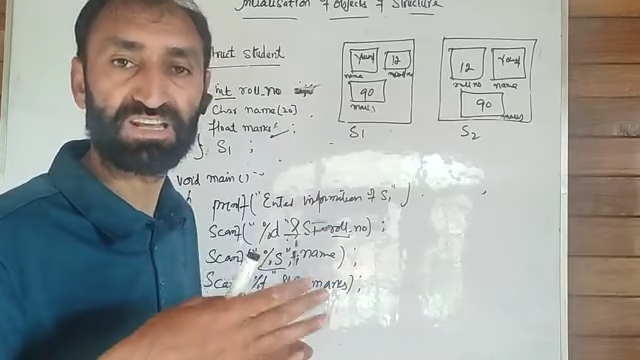 Initialisation of objects of Structure
struct student
int roll_no
Char name[20]
float marks;
} S1 ;
void main()
printf("Enter information of S1")
Scanf("%d" & S1 roll_no) ;
Scanf("%s", name) ;
marks) ;
Yousf 12
name
90
marks
S1
12 Yousf
roll no name
90
marks
S2